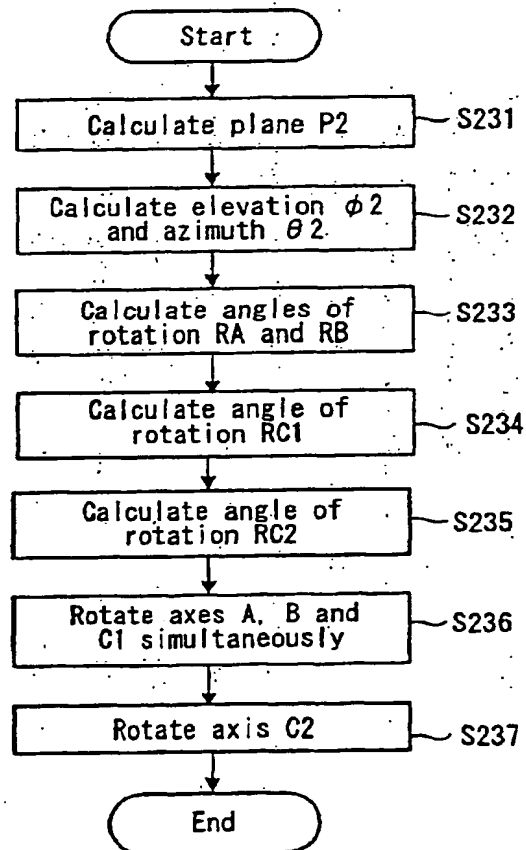 Start
Calculate plane P2
S231
Calculate elevation φ2
and azimuth θ2
S232
Calculate angles of
rotation RA and RB
S233
Calculate angle of
rotation RC1
S234
Calculate angle of
rotation RC2
S235
Rotate axes A, B and
C1 simultaneously
S236
Rotate axis C2
S237
End